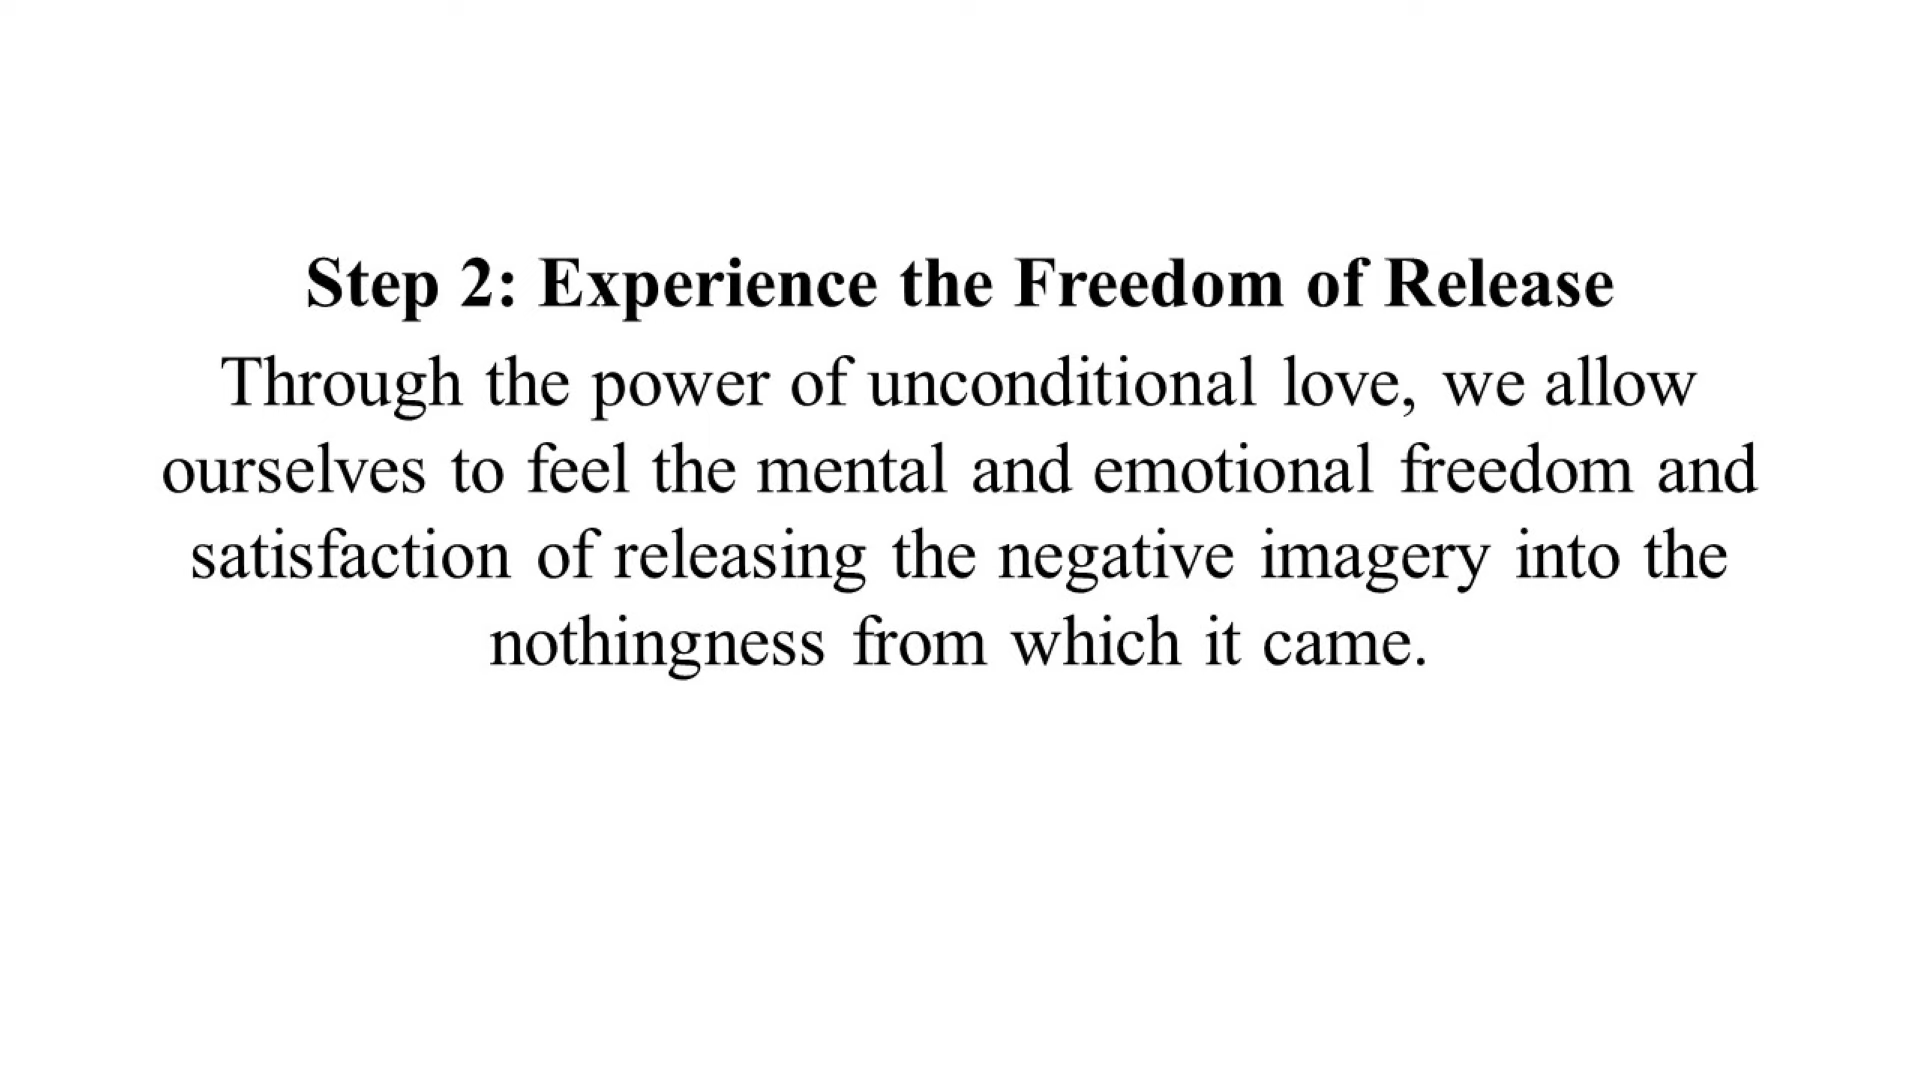 Step 2: Experience the Freedom of Release
Through the power of unconditional love, we allow
ourselves to feel the mental and emotional freedom and
satisfaction of releasing the negative imagery into the
nothingness from which it came.